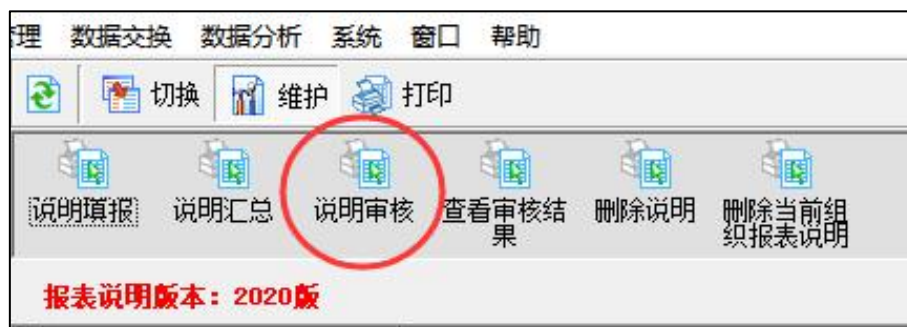 理 数据交换 数据分析 系统 窗口 帮助
切换 维护 打印
说明填报 说明汇总 说明审核 查看审核结果 删除说明 删除当前组织报表说明
报表说明版本：2020版